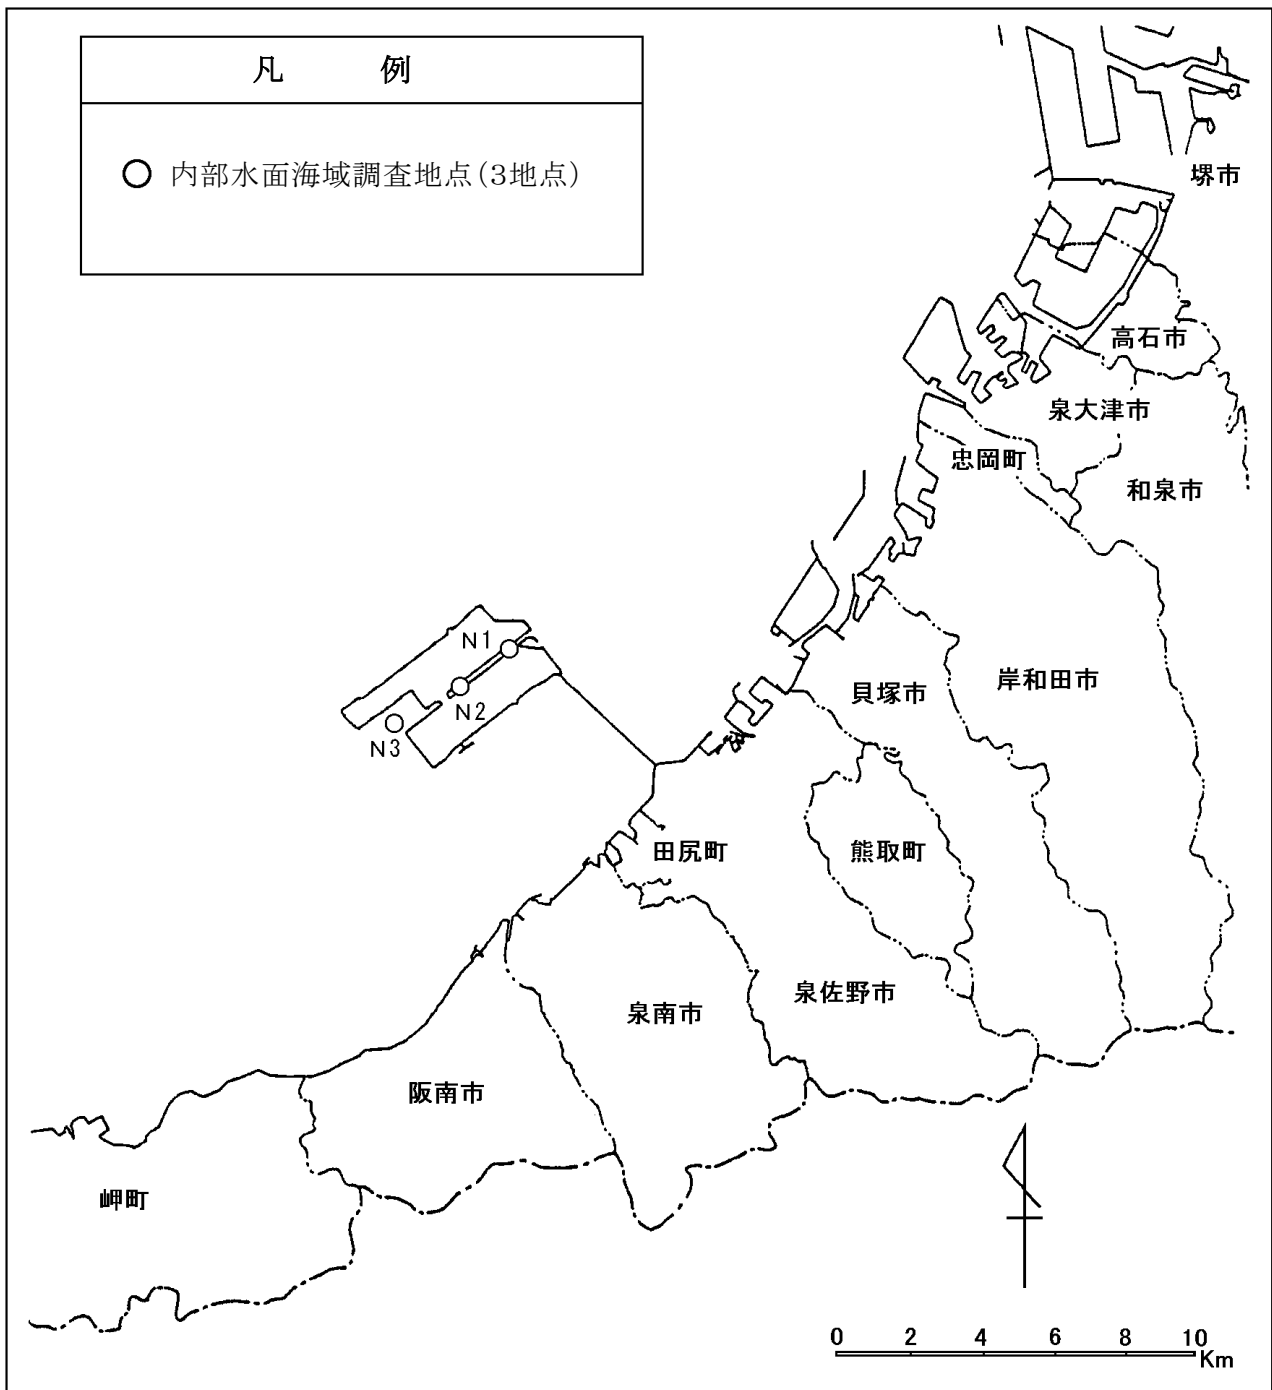 凡 例
内部水面海域調査地点(3地点)
堺市
高石市
泉大津市
忠岡町
和泉市
N1
N2
N3
貝塚市
岸和田市
田尻町
熊取町
泉南市
泉佐野市
阪南市
岬町
0 2 4 6 8 10
Km